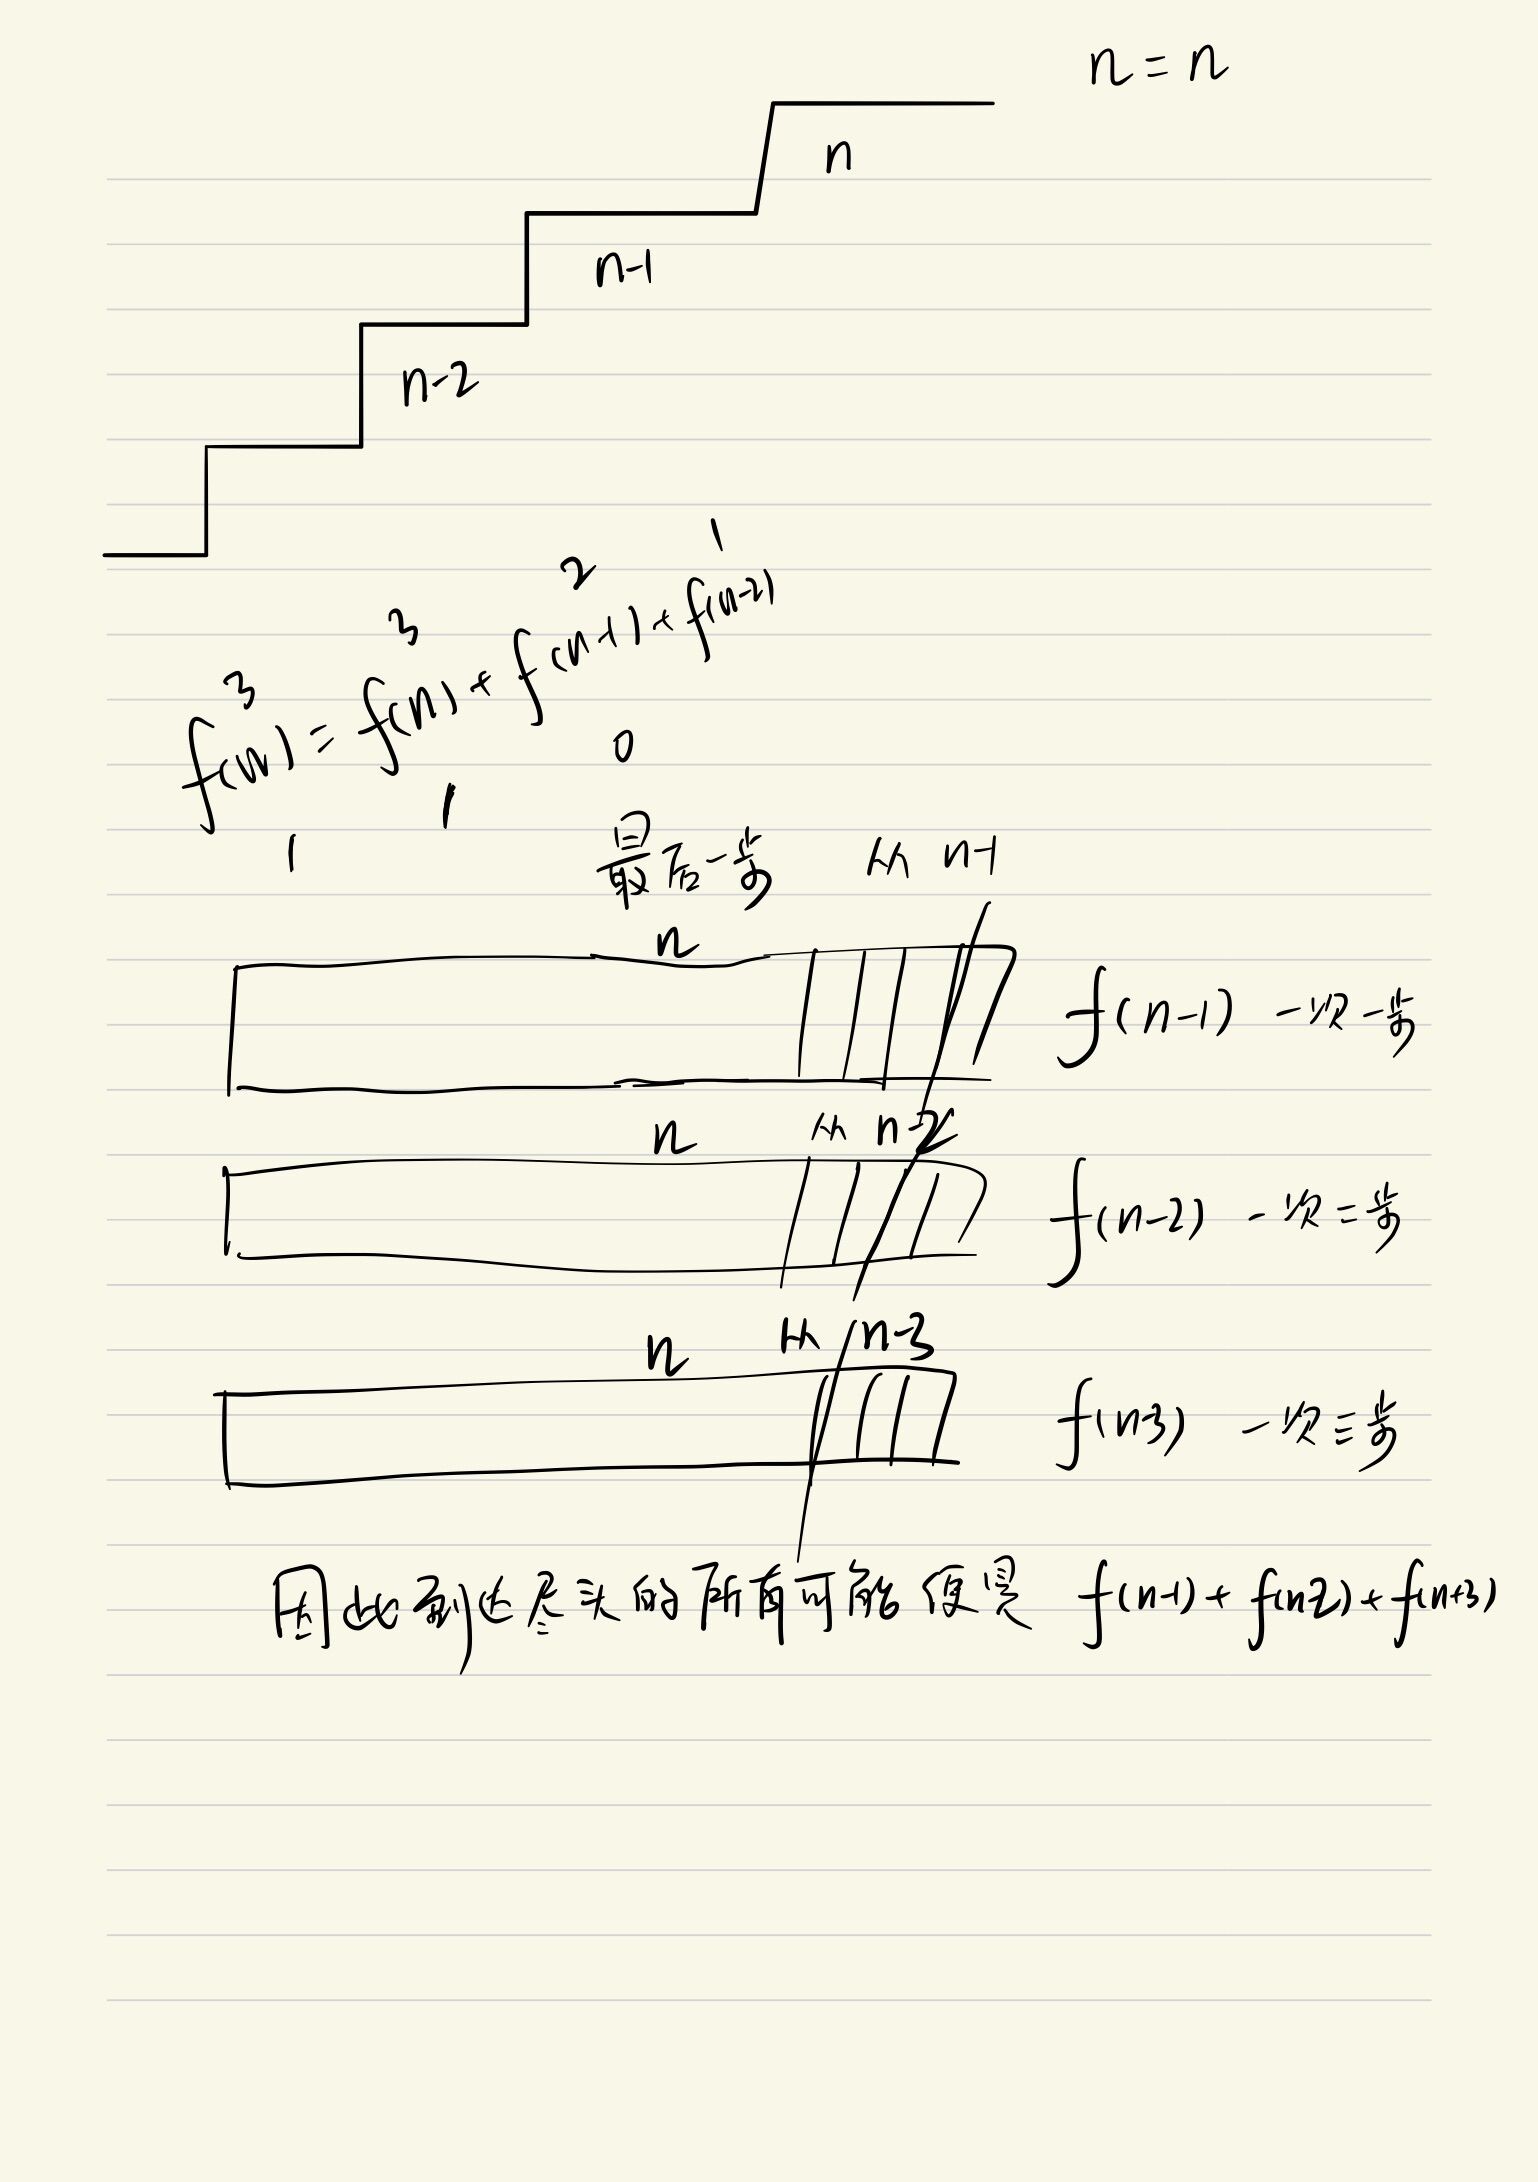 n=n
n
n-1
n-2
3 3 2 1
f(n)=f(n)+f(n-1)+f(n-2)
1 1 0
最后一步 从 n-1
n
f(n-1) 一次一步
n 从 n-2
f(n-2) 一次二步
n 从 n-3
f(n-3) 一次三步
因此到达尽头的所有可能便是 f(n-1)+f(n-2)+f(n+3)